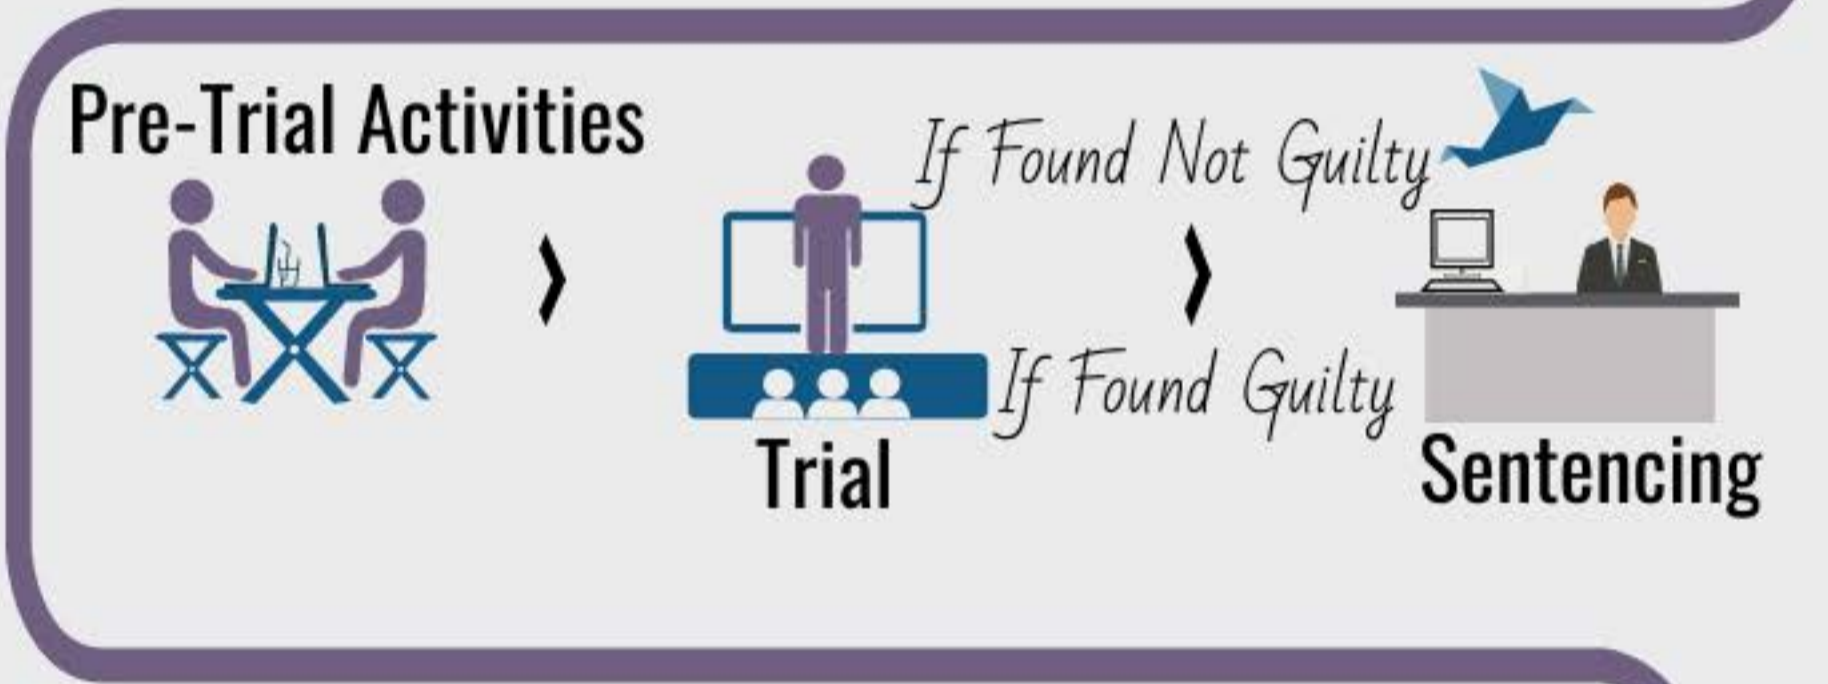 Pre-Trial Activities
If Found Not Guilty
If Found Guilty
Trial
Sentencing